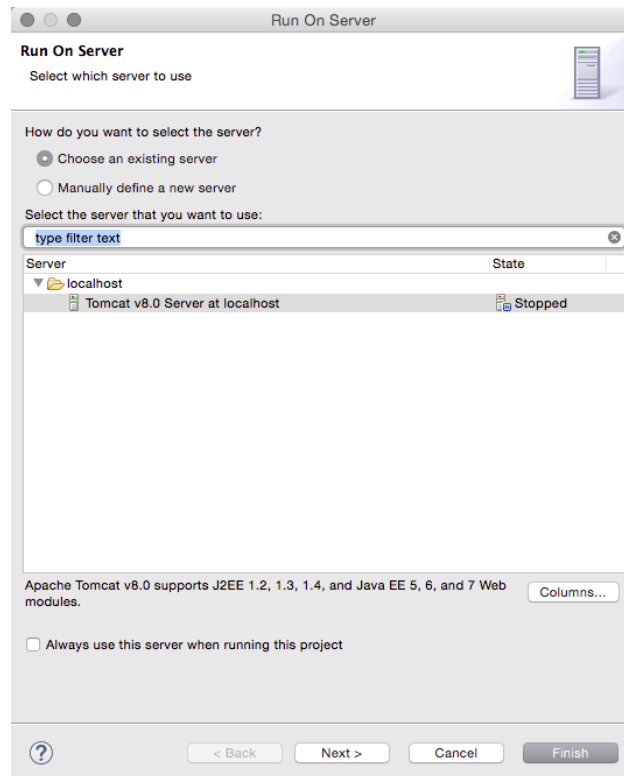 Run On Server
Run On Server
Select which server to use
How do you want to select the server?
Choose an existing server
Manually define a new server
Select the server that you want to use:
type filter text
Server State
localhost
Tomcat v8.0 Server at localhost Stopped
Apache Tomcat v8.0 supports J2EE 1.2, 1.3, 1.4, and Java EE 5, 6, and 7 Web
modules.
Columns...
Always use this server when running this project
? < Back Next > Cancel Finish